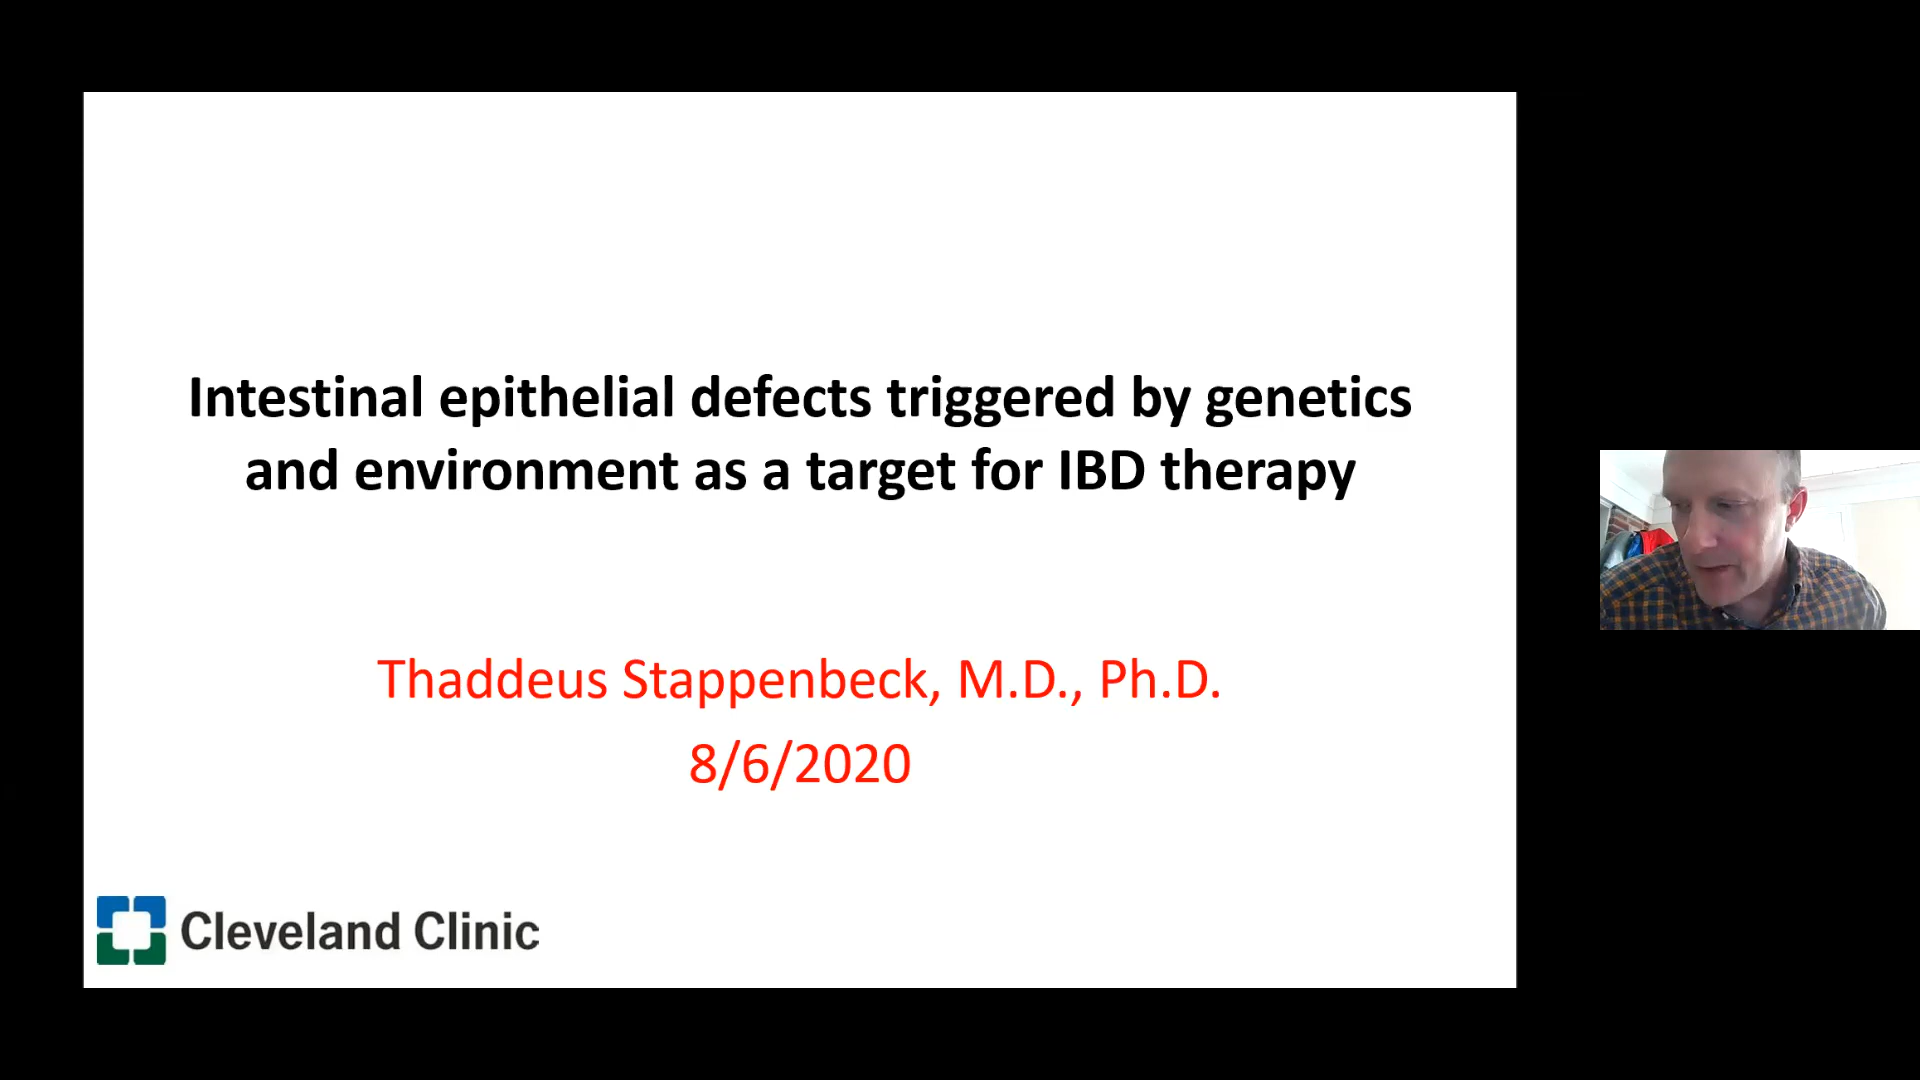 Intestinal epithelial defects triggered by genetics
and environment as a target for IBD therapy
Thaddeus Stappenbeck, M.D., Ph.D.
8/6/2020
Cleveland Clinic